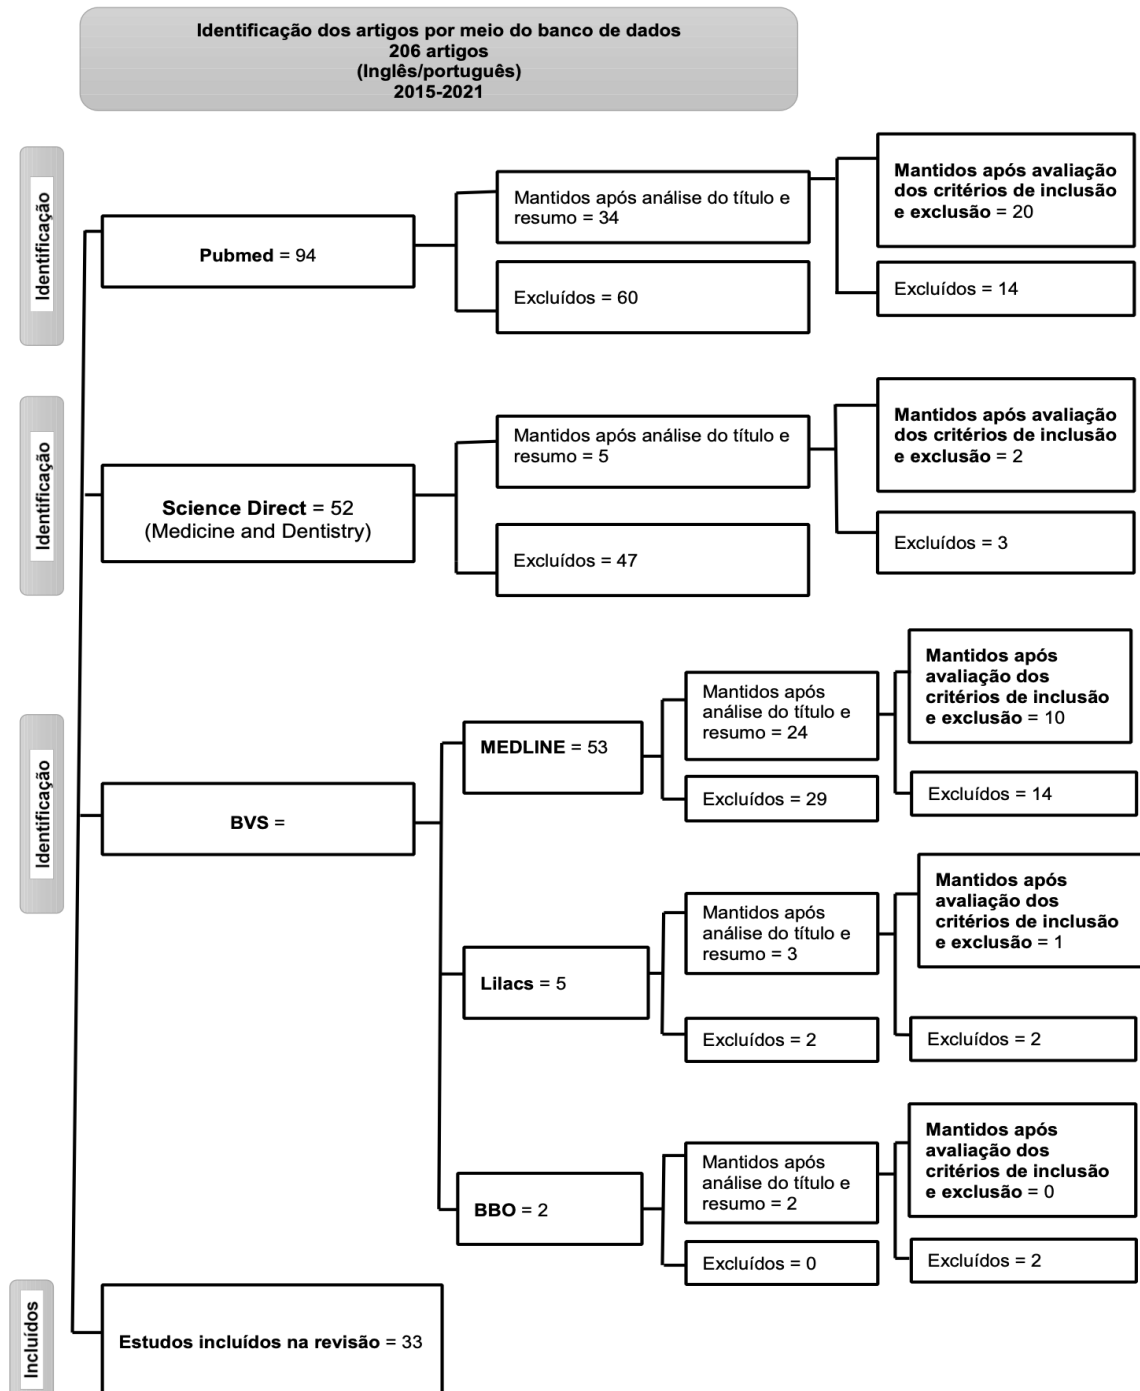 Identificação dos artigos por meio do banco de dados
206 artigos
(Inglês/português)
2015-2021
Identificação
Pubmed = 94
Mantidos após análise do título e
resumo = 34
Excluídos = 60
Mantidos após avaliação
dos critérios de inclusão
e exclusão = 20
Excluídos = 14
Identificação
Science Direct = 52
(Medicine and Dentistry)
Mantidos após análise do título e
resumo = 5
Excluídos = 47
Mantidos após avaliação
dos critérios de inclusão
e exclusão = 2
Excluídos = 3
Identificação
BVS =
MEDLINE = 53
Mantidos após
análise do título e
resumo = 24
Excluídos = 29
Mantidos após
avaliação dos
critérios de inclusão
e exclusão = 10
Excluídos = 14
Lilacs = 5
Mantidos após
análise do título e
resumo = 3
Excluídos = 2
Mantidos após
avaliação dos
critérios de inclusão
e exclusão = 1
Excluídos = 2
BBO = 2
Mantidos após
análise do título e
resumo = 2
Excluídos = 0
Mantidos após
avaliação dos
critérios de inclusão
e exclusão = 0
Excluídos = 2
Incluídos
Estudos incluídos na revisão = 33